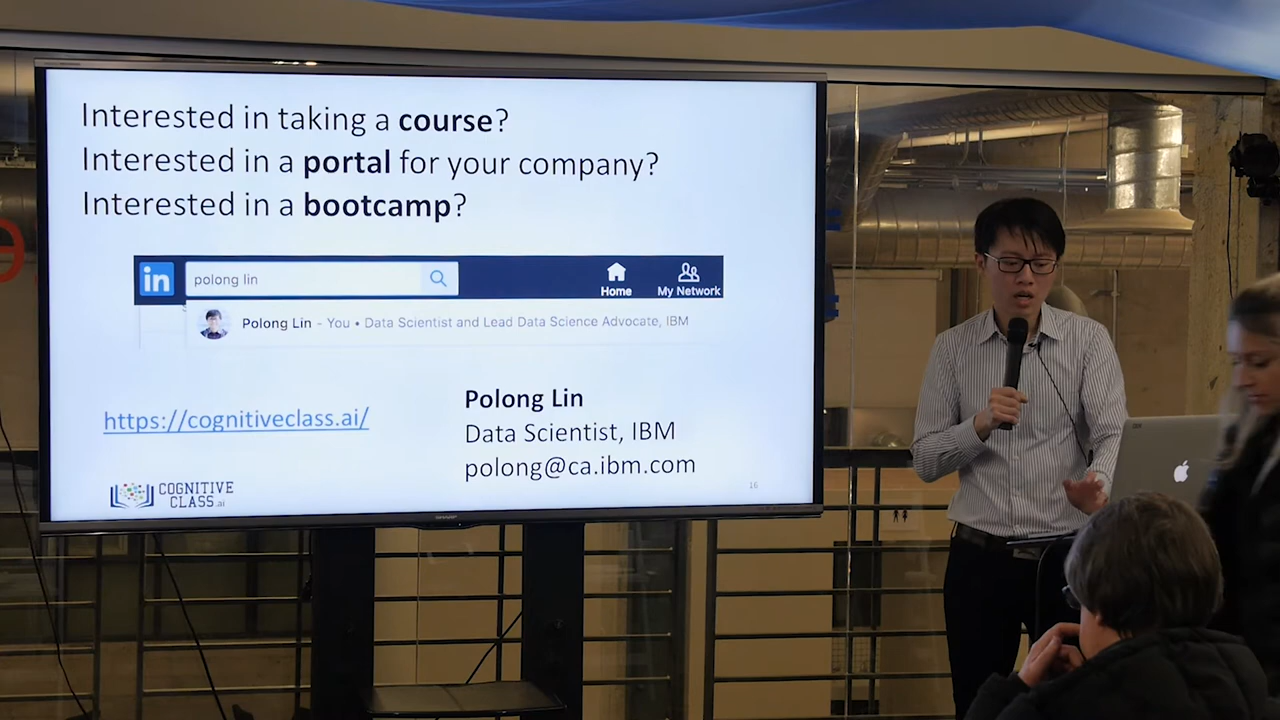 Interested in taking a course?
Interested in a portal for your company?
Interested in a bootcamp?
in
polong lin
Home
My Network
Polong Lin - You • Data Scientist and Lead Data Science Advocate, IBM
https://cognitiveclass.ai/
Polong Lin
Data Scientist, IBM
polong@ca.ibm.com
COGNITIVE
CLASS.ai
16
SHARP